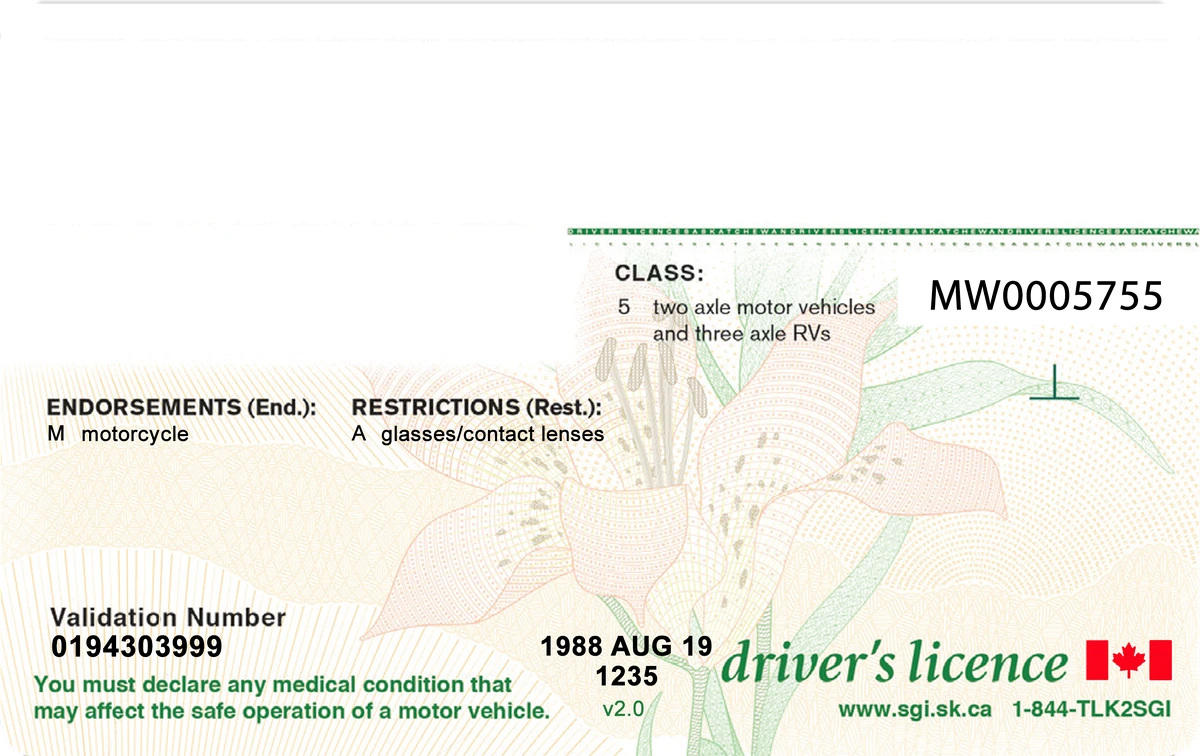 DRIVERSLICENCESASKATCHEWANDRIVERSLICENCESASKATCHEWANDRIVERSLICENCESASKATCHEWA
LICENCESASKATCHEWANDRIVERSLICENCESASKATCHEWANDRIVERSL
CLASS:
5 two axle motor vehicles
and three axle RVs
MW0005755
ENDORSEMENTS (End.): RESTRICTIONS (Rest.):
M motorcycle A glasses/contact lenses
Validation Number
0194303999
1988 AUG 19
1235
v2.0
You must declare any medical condition that
may affect the safe operation of a motor vehicle.
driver's licence
www.sgi.sk.ca 1-844-TLK2SGI